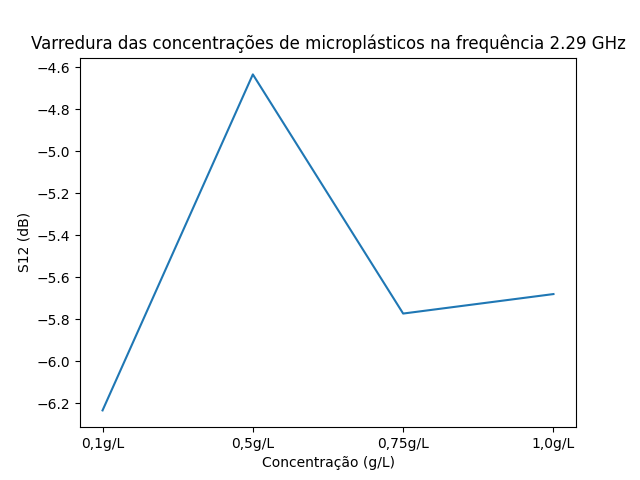 Varredura das concentrações de microplásticos na frequência 2.29 GHz
−4.6
−4.8
−5.0
−5.2
−5.4
−5.6
−5.8
−6.0
−6.2
S12 (dB)
0,1g/L 0,5g/L 0,75g/L 1,0g/L
Concentração (g/L)